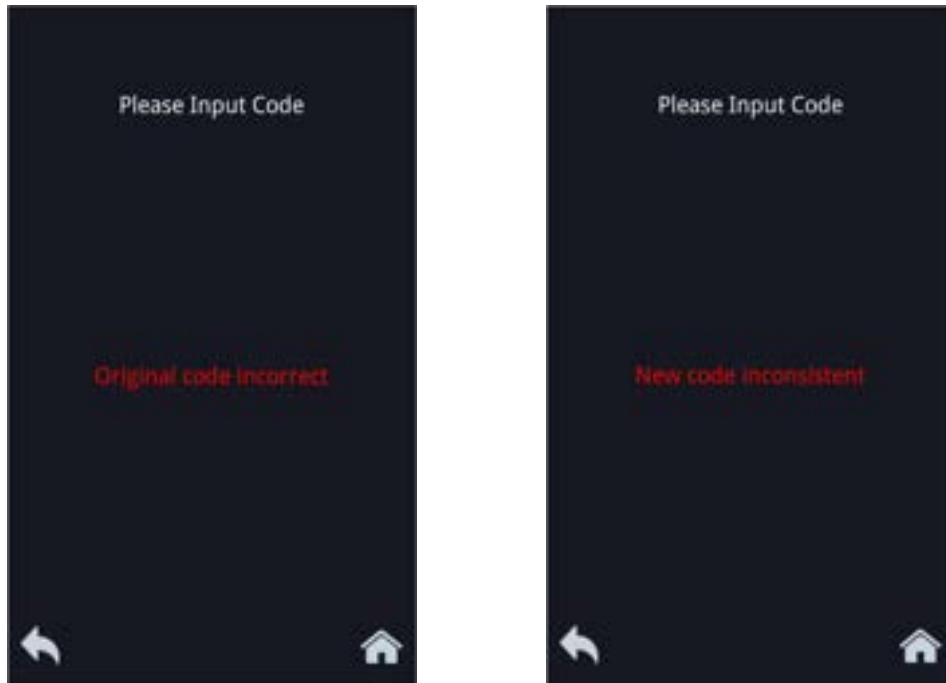 Please Input Code
Original code incorrect
Please Input Code
New code inconsistent